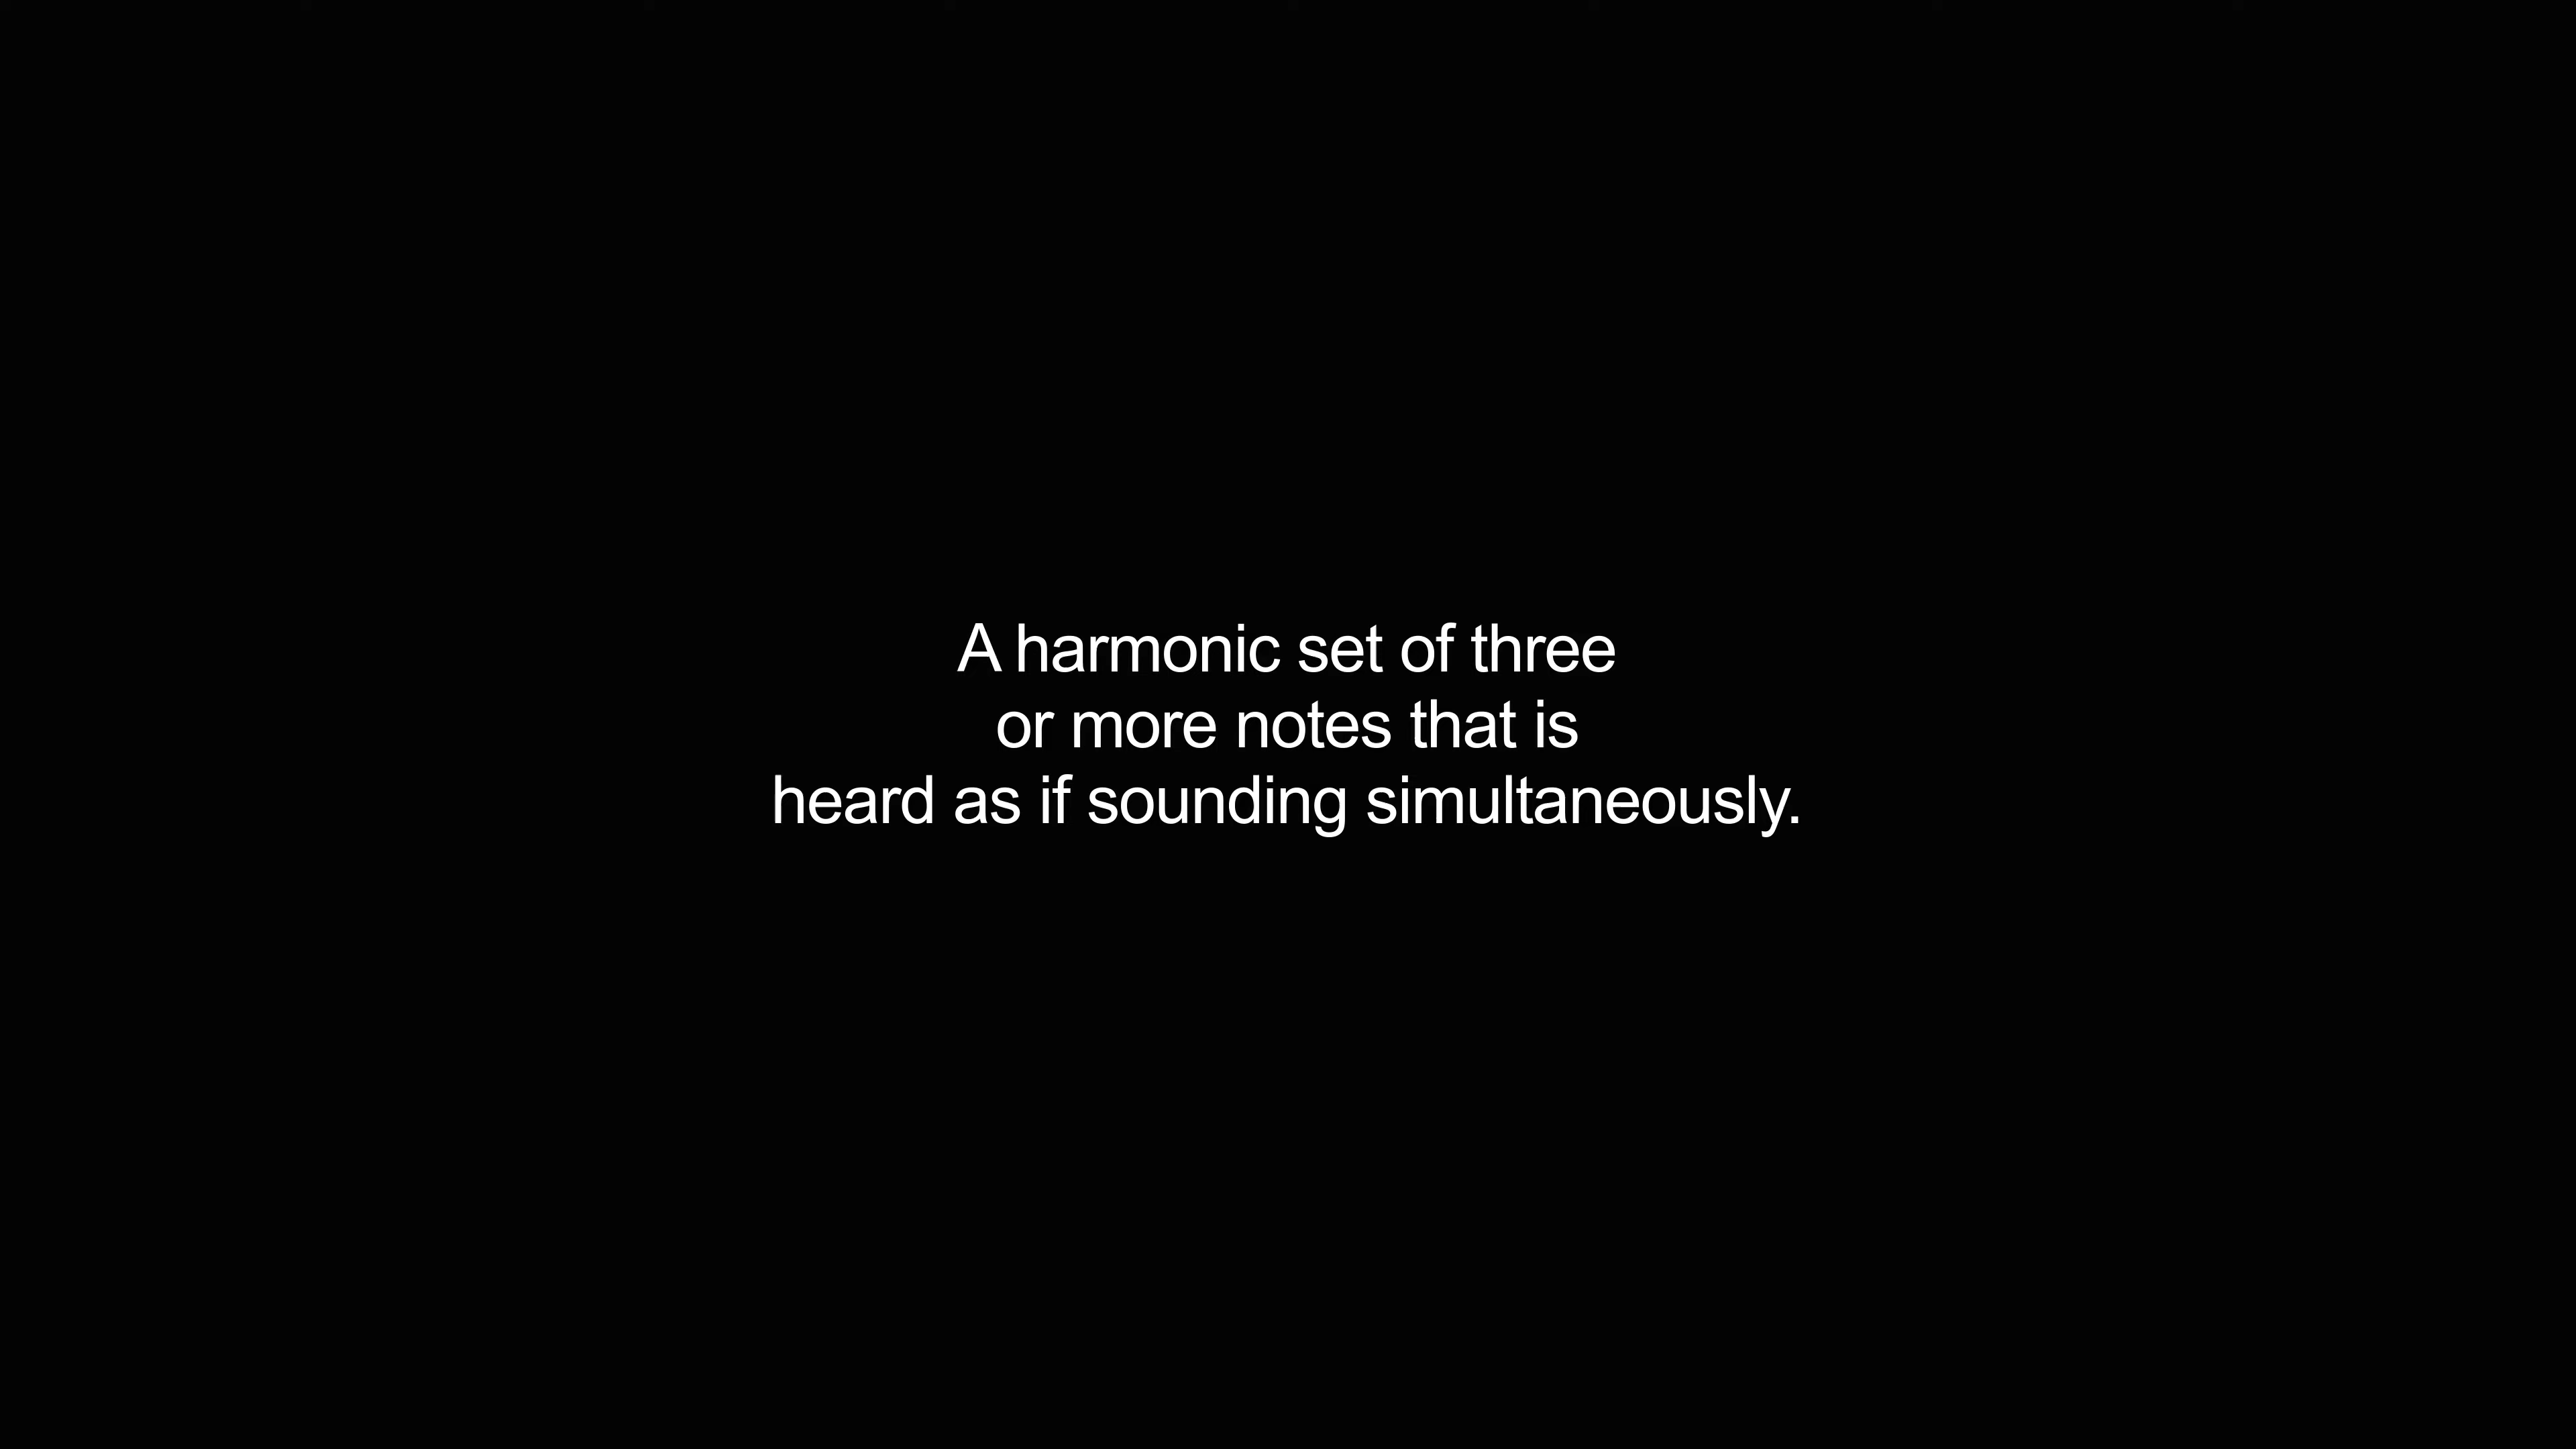 A harmonic set of three
or more notes that is
heard as if sounding simultaneously.